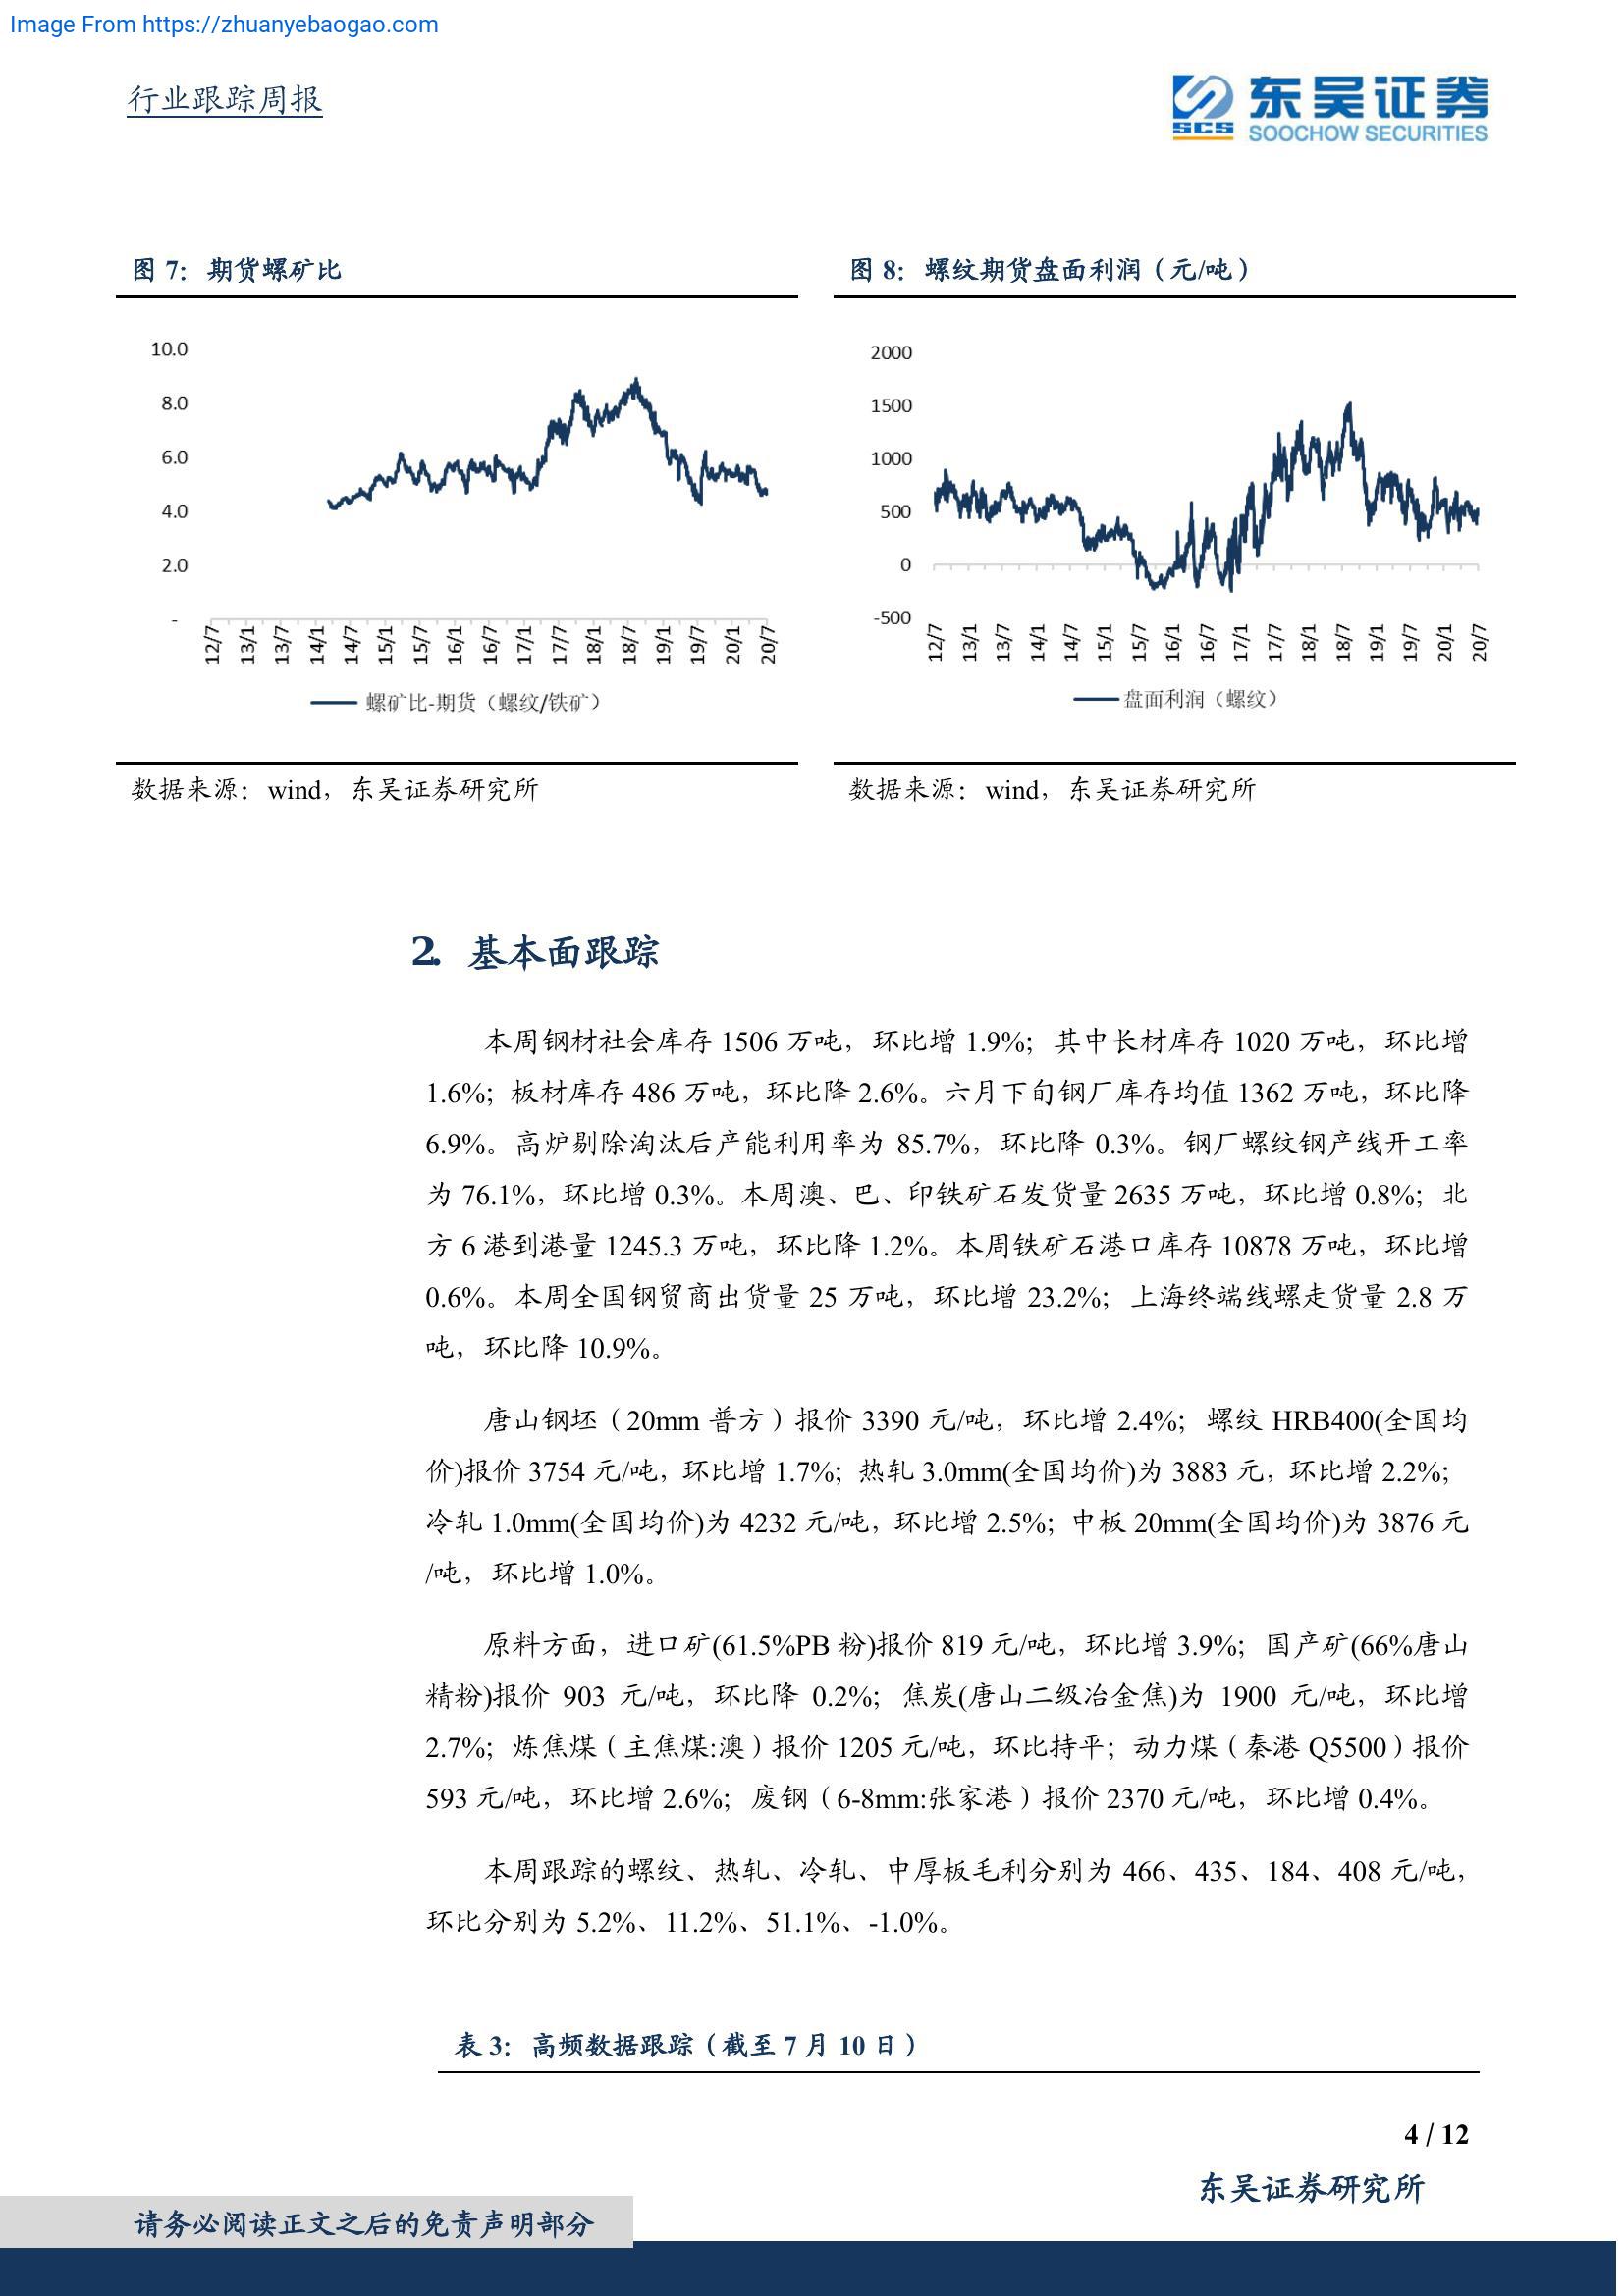 Image From https://zhuanyebaogao.com
行业跟踪周报
东吴证券
SCS
SOOCHOW SECURITIES
图 7：期货螺矿比
10.0
8.0
6.0
4.0
2.0
-
12/7 13/1 13/7 14/1 14/7 15/1 15/7 16/1 16/7 17/1 17/7 18/1 18/7 19/1 19/7 20/1 20/7
螺矿比-期货（螺纹/铁矿）
数据来源：wind，东吴证券研究所
图 8：螺纹期货盘面利润（元/吨）
2000
1500
1000
500
0
-500
12/7 13/1 13/7 14/1 14/7 15/1 15/7 16/1 16/7 17/1 17/7 18/1 18/7 19/1 19/7 20/1 20/7
盘面利润（螺纹）
数据来源：wind，东吴证券研究所
2. 基本面跟踪
本周钢材社会库存 1506 万吨，环比增 1.9%；其中长材库存 1020 万吨，环比增
1.6%；板材库存 486 万吨，环比降 2.6%。六月下旬钢厂库存均值 1362 万吨，环比降
6.9%。高炉剔除淘汰后产能利用率为 85.7%，环比降 0.3%。钢厂螺纹钢产线开工率
为 76.1%，环比增 0.3%。本周澳、巴、印铁矿石发货量 2635 万吨，环比增 0.8%；北
方 6 港到港量 1245.3 万吨，环比降 1.2%。本周铁矿石港口库存 10878 万吨，环比增
0.6%。本周全国钢贸商出货量 25 万吨，环比增 23.2%；上海终端线螺走货量 2.8 万
吨，环比降 10.9%。
唐山钢坯（20mm 普方）报价 3390 元/吨，环比增 2.4%；螺纹 HRB400(全国均
价)报价 3754 元/吨，环比增 1.7%；热轧 3.0mm(全国均价)为 3883 元，环比增 2.2%；
冷轧 1.0mm(全国均价)为 4232 元/吨，环比增 2.5%；中板 20mm(全国均价)为 3876 元
/吨，环比增 1.0%。
原料方面，进口矿(61.5%PB 粉)报价 819 元/吨，环比增 3.9%；国产矿(66%唐山
精粉)报价 903 元/吨，环比降 0.2%；焦炭(唐山二级冶金焦)为 1900 元/吨，环比增
2.7%；炼焦煤（主焦煤:澳）报价 1205 元/吨，环比持平；动力煤（秦港 Q5500）报价
593 元/吨，环比增 2.6%；废钢（6-8mm:张家港）报价 2370 元/吨，环比增 0.4%。
本周跟踪的螺纹、热轧、冷轧、中厚板毛利分别为 466、435、184、408 元/吨，
环比分别为 5.2%、11.2%、51.1%、-1.0%。
表 3：高频数据跟踪（截至 7 月 10 日）
4 / 12
东吴证券研究所
请务必阅读正文之后的免责声明部分